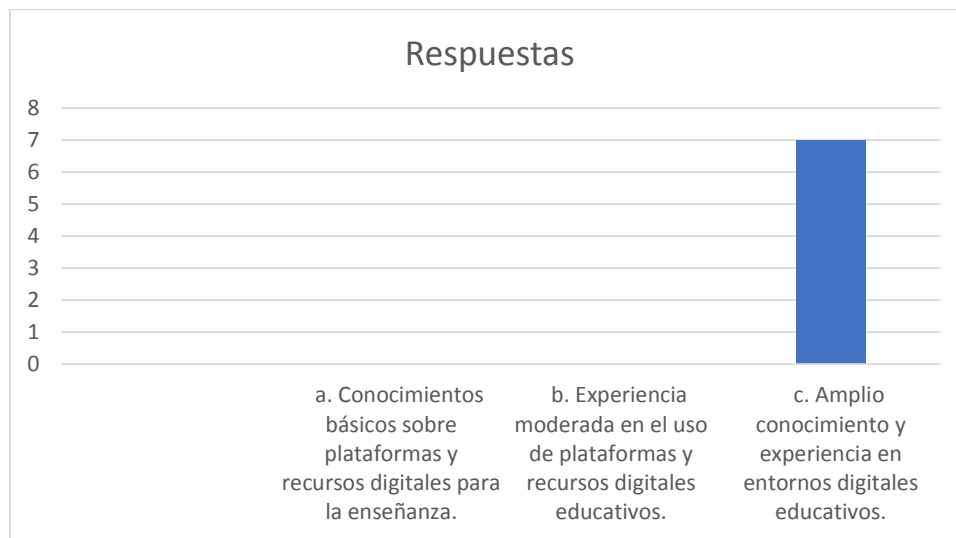 Respuestas
8
7
6
5
4
3
2
1
0
a. Conocimientos
básicos sobre
plataformas y
recursos digitales para
la enseñanza.
b. Experiencia
moderada en el uso
de plataformas y
recursos digitales
educativos.
c. Amplio
conocimiento y
experiencia en
entornos digitales
educativos.